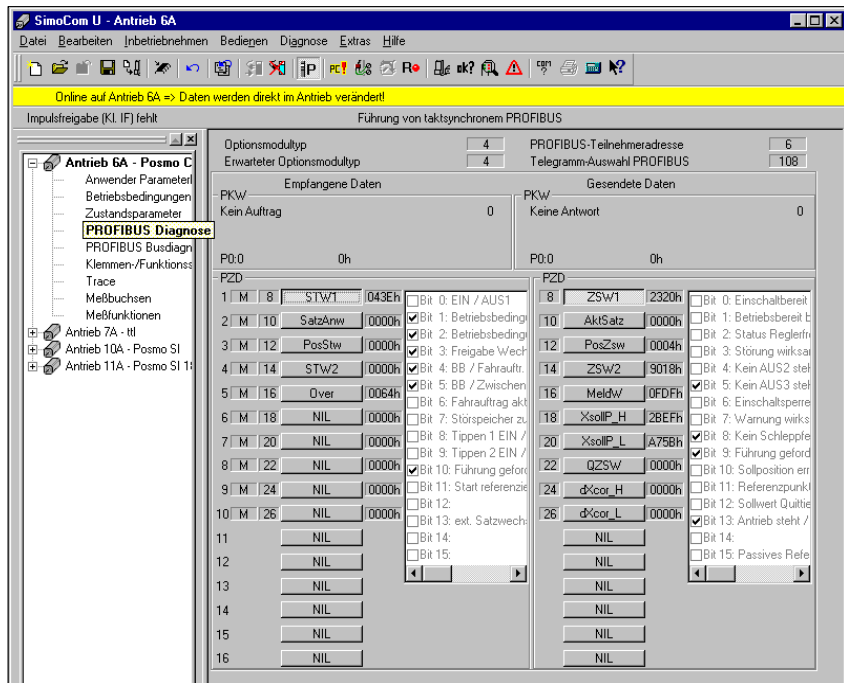 SimoCom U - Antrieb 6A
Datei Bearbeiten Inbetriebnehmen Bedienen Diagnose Extras Hilfe
Online auf Antrieb 6A => Daten werden direkt im Antrieb verändert!
Impulsfreigabe (Kl. IF) fehlt Führung von taktsynchronem PROFIBUS
Antrieb 6A - Posmo C
Anwender Parameterl
Betriebsbedingungen
Zustandsparameter
PROFIBUS Diagnose
PROFIBUS Busdiagn
Klemmen-/Funktionss
Trace
Meßbuchsen
Meßfunktionen
Antrieb 7A - ttl
Antrieb 10A - Posmo SI
Antrieb 11A - Posmo SI 1
Optionsmodultyp 4 PROFIBUS-Teilnehmeradresse 6
Erwarteter Optionsmodultyp 4 Telegramm-Auswahl PROFIBUS 108
Empfangene Daten
PKW
Kein Auftrag 0
P0:0 0h
Gesendete Daten
PKW
Keine Antwort 0
P0:0 0h
PZD
1 M 8 STW1 043Eh
2 M 10 SatzAnw 0000h
3 M 12 PosStw 0000h
4 M 14 STW2 0000h
5 M 16 Over 0064h
6 M 18 NIL 0000h
7 M 20 NIL 0000h
8 M 22 NIL 0000h
9 M 24 NIL 0000h
10 M 26 NIL 0000h
11 NIL
12 NIL
13 NIL
14 NIL
15 NIL
16 NIL
Bit 0: EIN / AUS1
Bit 1: Betriebsbeding
Bit 2: Betriebsbeding
Bit 3: Freigabe Wech
Bit 4: BB / Fahrauftr.
Bit 5: BB / Zwischen
Bit 6: Fahrauftrag akt
Bit 7: Störspeicher zu
Bit 8: Tippen 1 EIN /
Bit 9: Tippen 2 EIN /
Bit 10: Führung geford
Bit 11: Start referenzie
Bit 12:
Bit 13: ext. Satzwech
Bit 14:
Bit 15:
PZD
8 ZSW1 2320h
10 AktSatz 0000h
12 PosZsw 0004h
14 ZSW2 9018h
16 MeldW 0FDFh
18 XsollP_H 2BEFh
20 XsollP_L A75Bh
22 QZSW 0000h
24 dXcor_H 0000h
26 dXcor_L 0000h
NIL
NIL
NIL
NIL
NIL
NIL
Bit 0: Einschaltbereit
Bit 1: Betriebsbereit b
Bit 2: Status Reglerfr
Bit 3: Störung wirksa
Bit 4: Kein AUS2 ste
Bit 5: Kein AUS3 ste
Bit 6: Einschaltsperre
Bit 7: Warnung wirks
Bit 8: Kein Schleppfe
Bit 9: Führung geford
Bit 10: Sollposition err
Bit 11: Referenzpunkt
Bit 12: Sollwert Quittie
Bit 13: Antrieb steht /
Bit 14:
Bit 15: Passives Refe